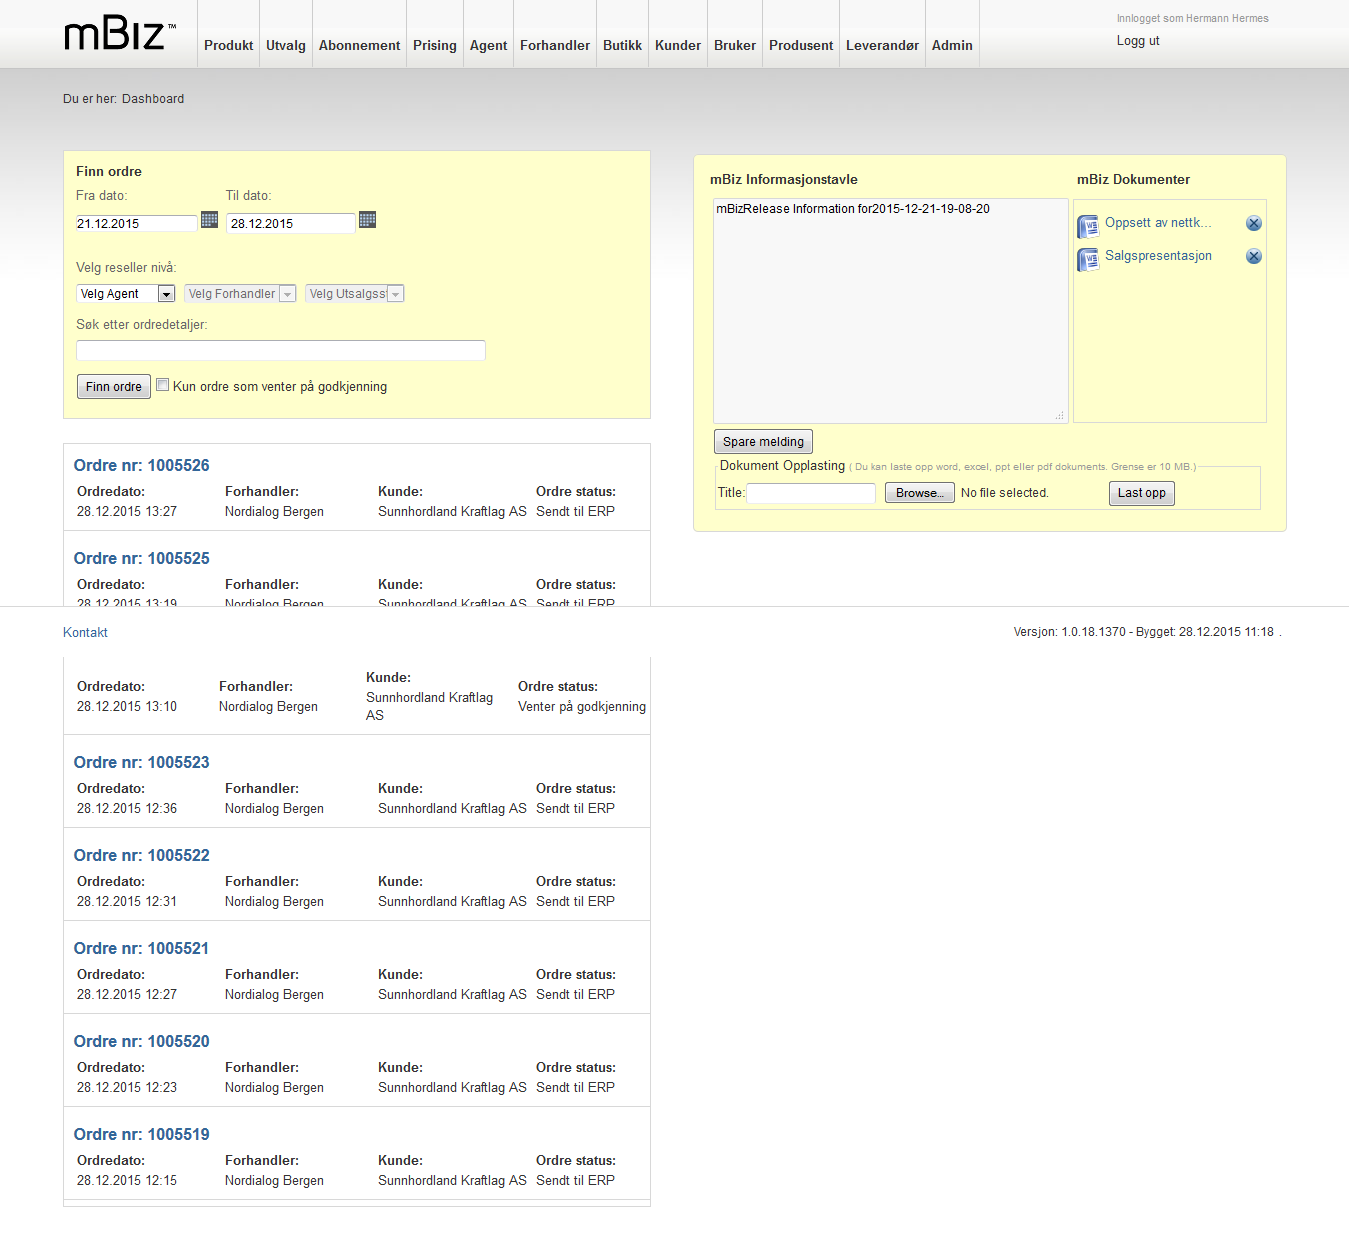 mBiz™
Produkt Utvalg Abonnement Prising Agent Forhandler Butikk Kunder Bruker Produsent Leverandør Admin
Innlogget som Hermann Hermes
Logg ut
Du er her: Dashboard
Finn ordre
Fra dato: Til dato:
21.12.2015 28.12.2015
Velg reseller nivå:
Velg Agent Velg Forhandler Velg Utsalgss
Søk etter ordredetaljer:
Finn ordre Kun ordre som venter på godkjenning
mBiz Informasjonstavle
mBizRelease Information for2015-12-21-19-08-20
mBiz Dokumenter
Oppsett av nettk...
Salgspresentasjon
Spare melding
Dokument Opplasting ( Du kan laste opp word, excel, ppt eller pdf dokuments. Grense er 10 MB.)
Title: Browse... No file selected. Last opp
Ordre nr: 1005526
Ordredato: Forhandler: Kunde: Ordre status:
28.12.2015 13:27 Nordialog Bergen Sunnhordland Kraftlag AS Sendt til ERP
Ordre nr: 1005525
Ordredato: Forhandler: Kunde: Ordre status:
28.12.2015 13:19 Nordialog Bergen Sunnhordland Kraftlag AS Sendt til ERP
Kontakt
Versjon: 1.0.18.1370 - Bygget: 28.12.2015 11:18 .
Ordredato: Forhandler: Kunde: Ordre status:
28.12.2015 13:10 Nordialog Bergen Sunnhordland Kraftlag Venter på godkjenning
AS
Ordre nr: 1005523
Ordredato: Forhandler: Kunde: Ordre status:
28.12.2015 12:36 Nordialog Bergen Sunnhordland Kraftlag AS Sendt til ERP
Ordre nr: 1005522
Ordredato: Forhandler: Kunde: Ordre status:
28.12.2015 12:31 Nordialog Bergen Sunnhordland Kraftlag AS Sendt til ERP
Ordre nr: 1005521
Ordredato: Forhandler: Kunde: Ordre status:
28.12.2015 12:27 Nordialog Bergen Sunnhordland Kraftlag AS Sendt til ERP
Ordre nr: 1005520
Ordredato: Forhandler: Kunde: Ordre status:
28.12.2015 12:23 Nordialog Bergen Sunnhordland Kraftlag AS Sendt til ERP
Ordre nr: 1005519
Ordredato: Forhandler: Kunde: Ordre status:
28.12.2015 12:15 Nordialog Bergen Sunnhordland Kraftlag AS Sendt til ERP